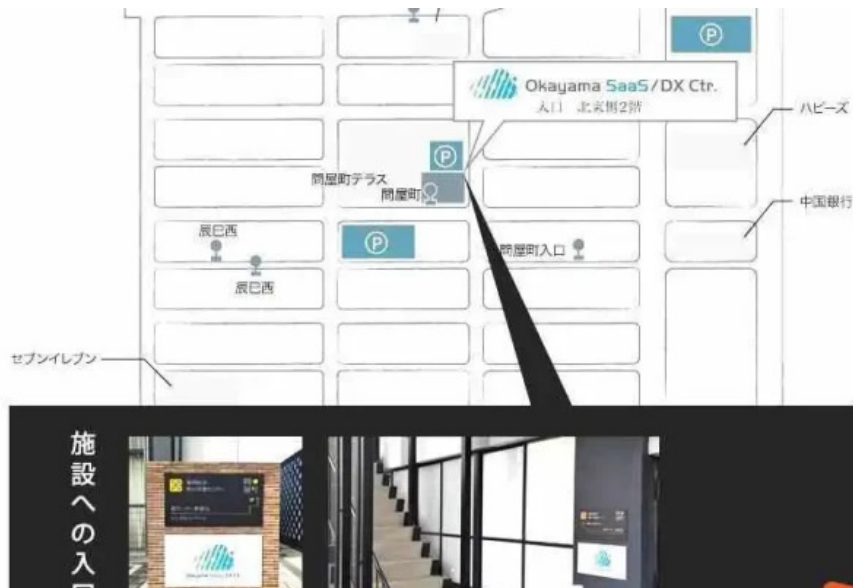 P
Okayama SaaS/DX Ctr.
入口 北東側2階
ハピーズ
P
問屋町テラス
問屋町
中国銀行
辰巳西
P
問屋町入口
辰巳西
セブンイレブン
施設への入口